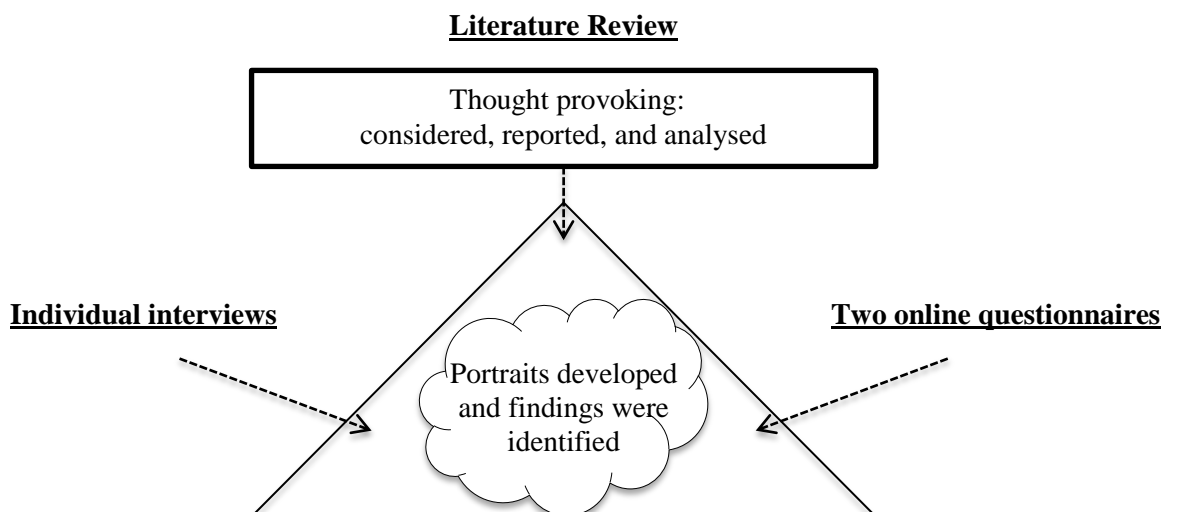 Literature Review
Thought provoking:
considered, reported, and analysed
Individual interviews
Two online questionnaires
Portraits developed
and findings were
identified